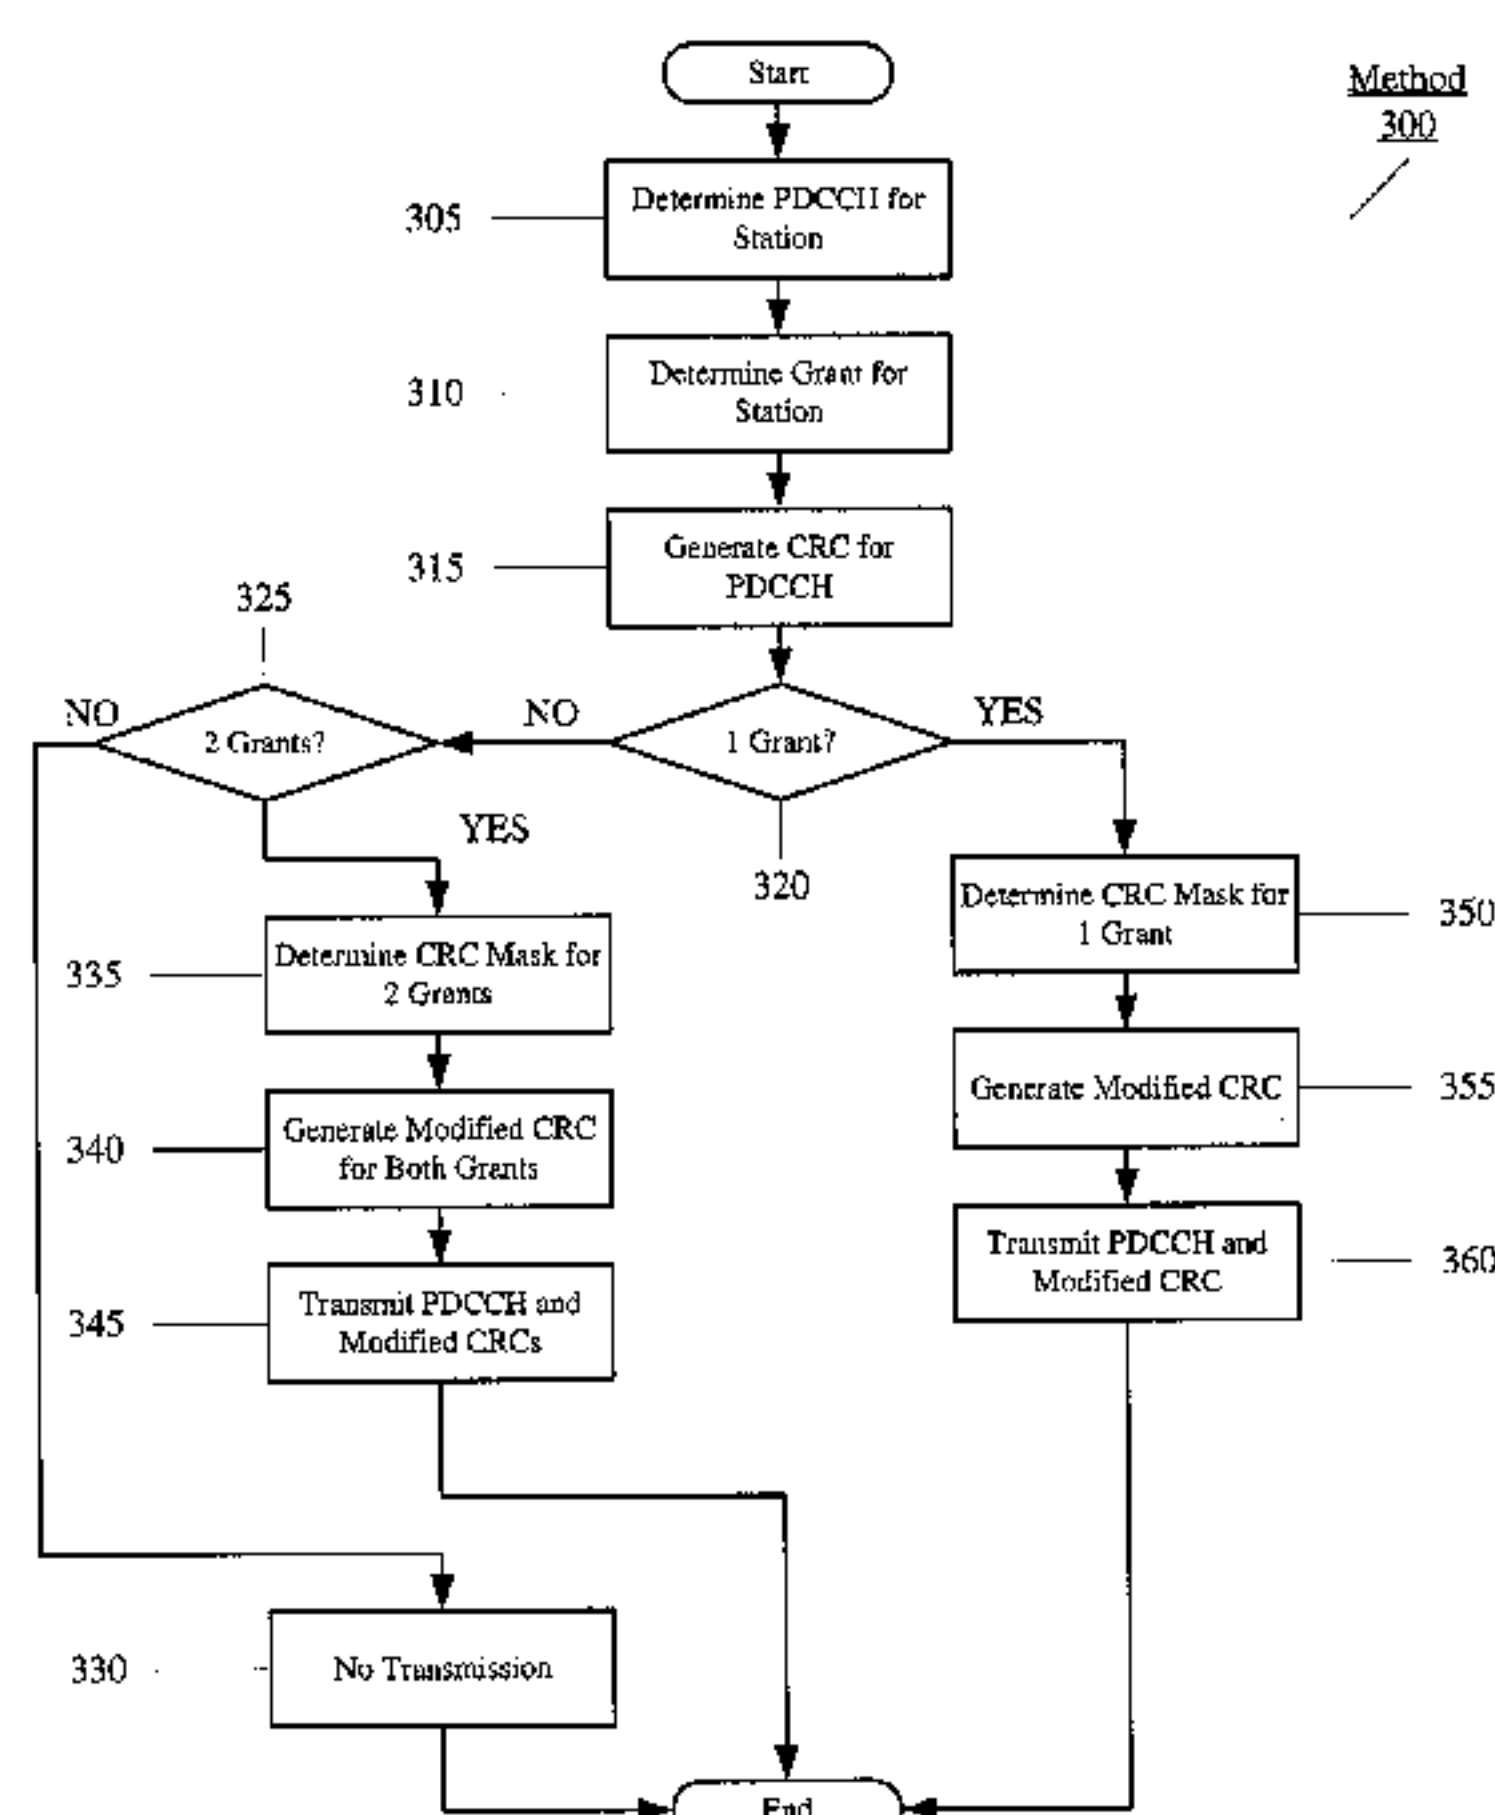 Start
Method
300
305
Determine PDCCH for
Station
310
Determine Grant for
Station
315
Generate CRC for
PDCCH
325
NO
2 Grants?
NO
1 Grant?
YES
YES
320
335
Determine CRC Mask for
2 Grants
Determine CRC Mask for
1 Grant
350
340
Generate Modified CRC
for Both Grants
Generate Modified CRC
355
345
Transmit PDCCH and
Modified CRCs
Transmit PDCCH and
Modified CRC
360
330
No Transmission
End